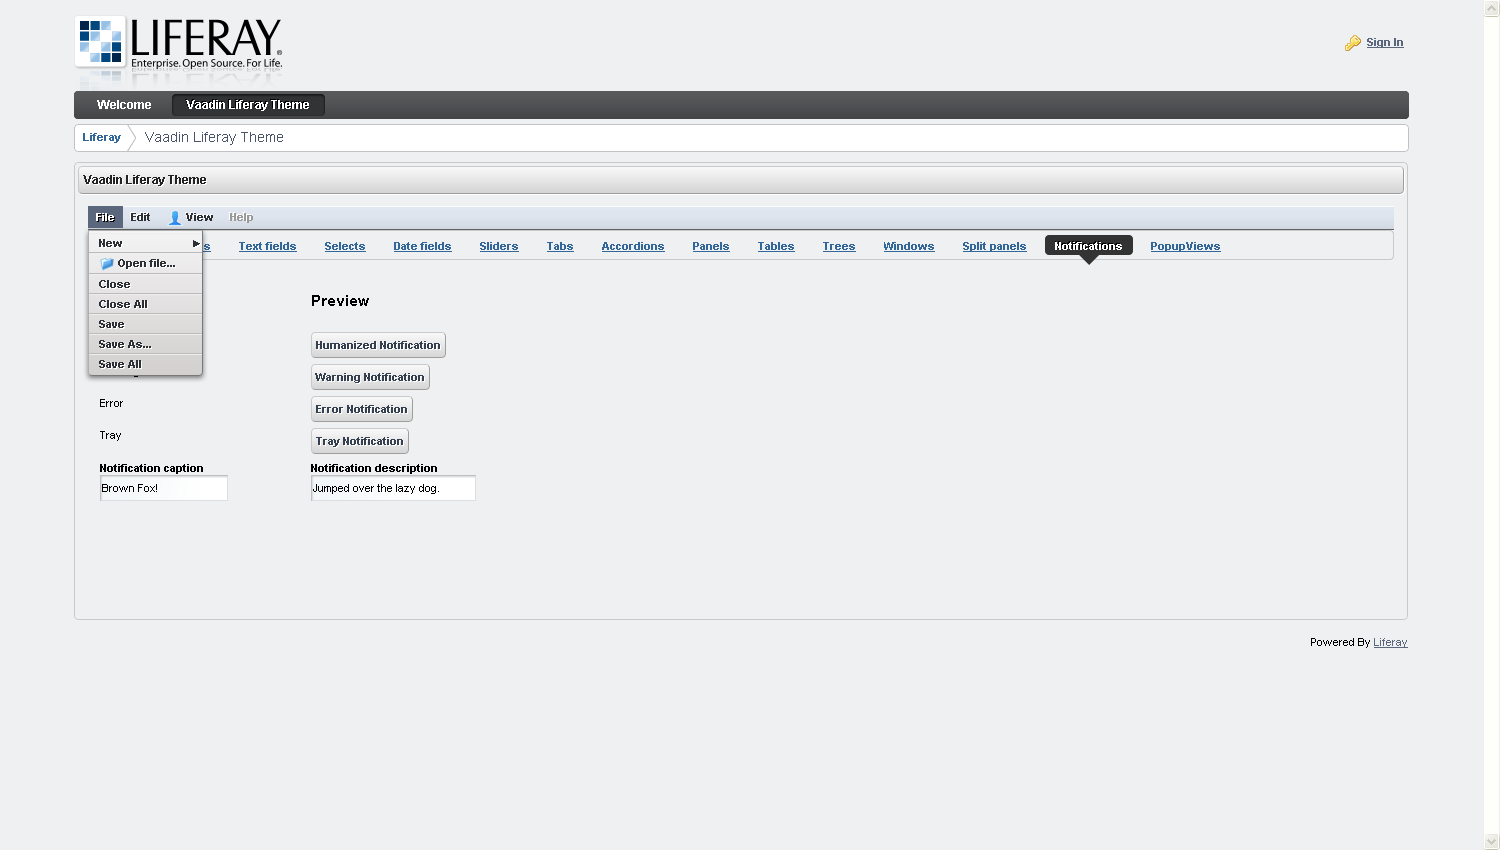 LIFERAY
Enterprise. Open Source. For Life.
Sign In
Welcome Vaadin Liferay Theme
Liferay Vaadin Liferay Theme
Vaadin Liferay Theme
File Edit View Help
s Text fields Selects Date fields Sliders Tabs Accordions Panels Tables Trees Windows Split panels Notifications PopupViews
New
Open file...
Close
Close All
Save
Save As...
Save All
Preview
Humanized Notification
Warning Notification
Error Error Notification
Tray Tray Notification
Notification caption Notification description
Brown Fox! Jumped over the lazy dog.
Powered By Liferay